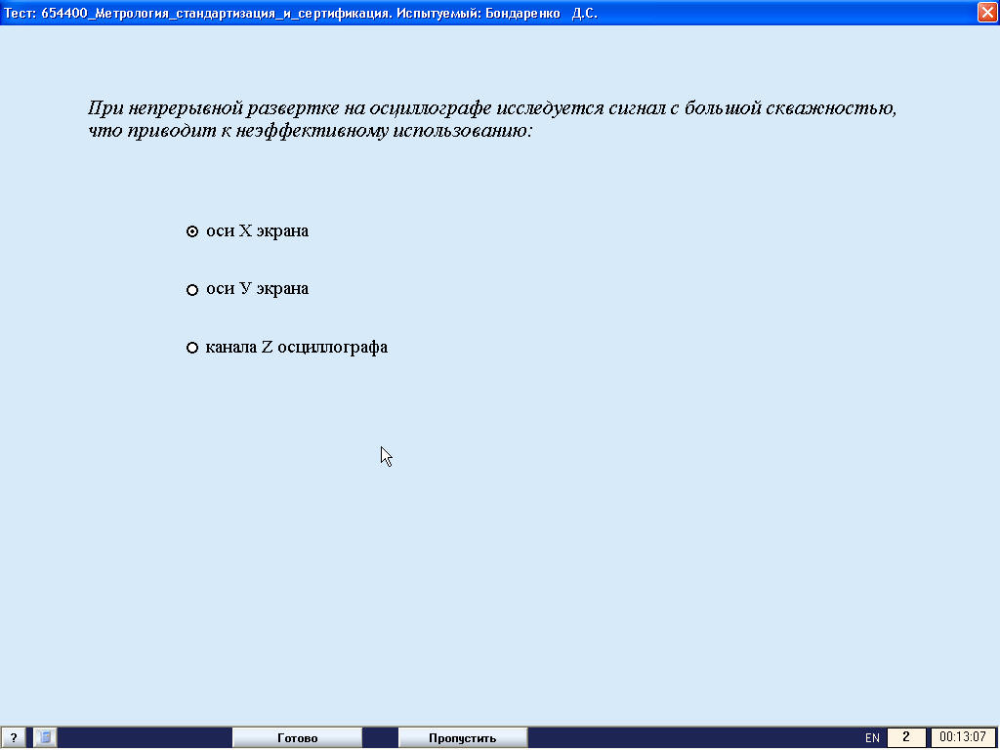 Тест: 654400_Метрология_стандартизация_и_сертификация. Испытуемый: Бондаренко Д.С.
При непрерывной развертке на осциллографе исследуется сигнал с большой скважностью,
что приводит к неэффективному использованию:
оси X экрана
оси У экрана
канала Z осциллографа
? Готово Пропустить EN 2 00:13:07